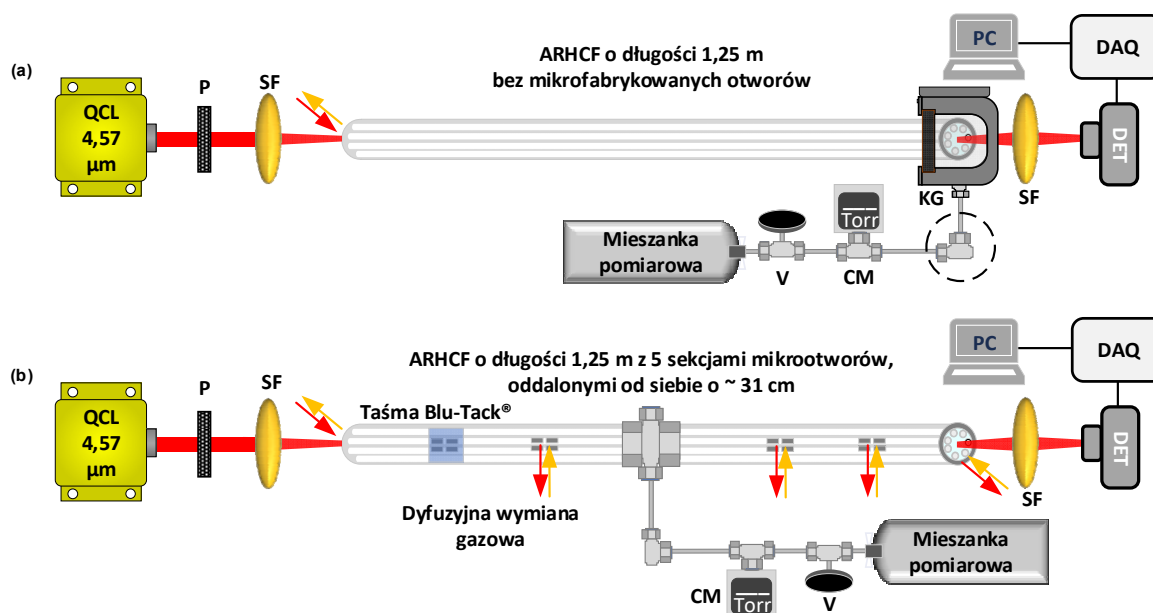 (a)
QCL
4,57
µm
P
SF
ARHCF o długości 1,25 m
bez mikrofabrykowanych otworów
PC
DAQ
DET
KG
SF
Mieszanka
pomiarowa
V
Torr
CM
(b)
QCL
4,57
µm
P
SF
ARHCF o długości 1,25 m z 5 sekcjami mikrootworów,
oddalonymi od siebie o ~ 31 cm
Taśma Blu-Tack®
PC
DAQ
DET
SF
Dyfuzyjna wymiana
gazowa
CM
Torr
V
Mieszanka
pomiarowa